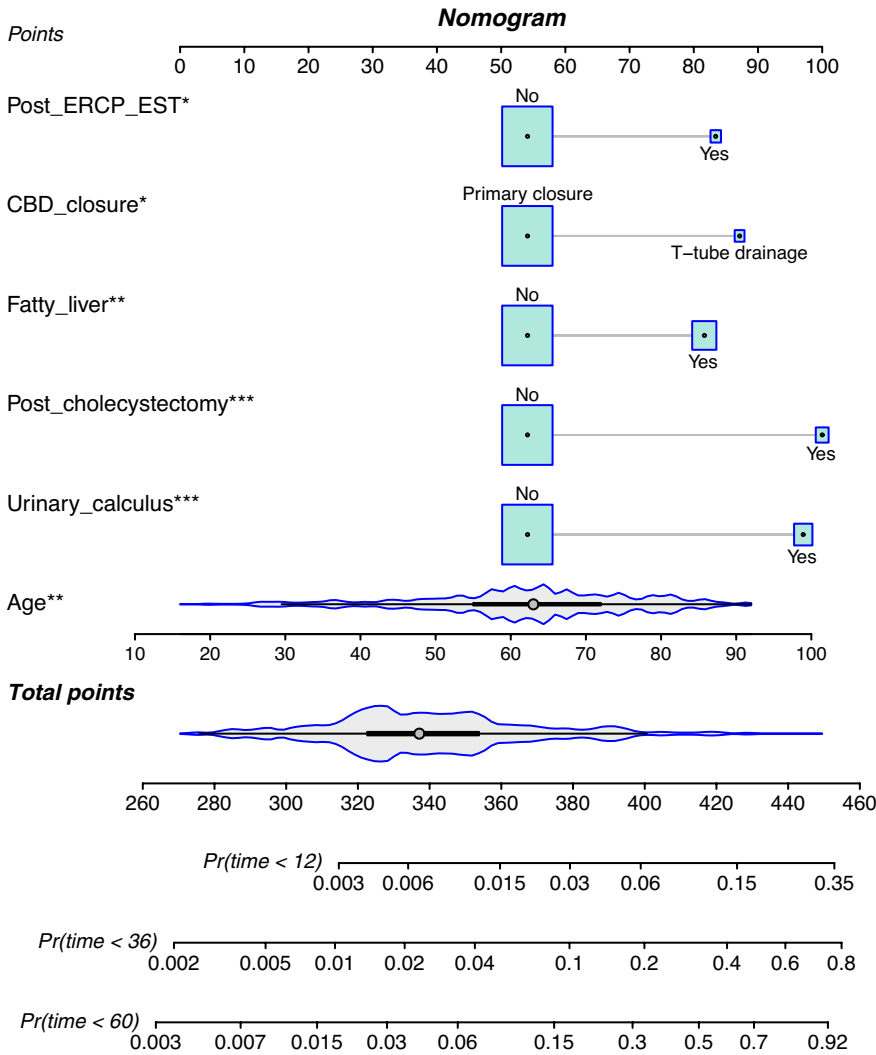 Nomogram
Points
0 10 20 30 40 50 60 70 80 90 100
No
Post_ERCP_EST*
Yes
Primary closure
CBD_closure*
T−tube drainage
No
Fatty_liver**
Yes
No
Post_cholecystectomy***
Yes
No
Urinary_calculus***
Yes
Age**
10 20 30 40 50 60 70 80 90 100
Total points
260 280 300 320 340 360 380 400 420 440 460
Pr(time < 12)
0.003 0.006 0.015 0.03 0.06 0.15 0.35
Pr(time < 36)
0.002 0.005 0.01 0.02 0.04 0.1 0.2 0.4 0.6 0.8
Pr(time < 60)
0.003 0.007 0.015 0.03 0.06 0.15 0.3 0.5 0.7 0.92